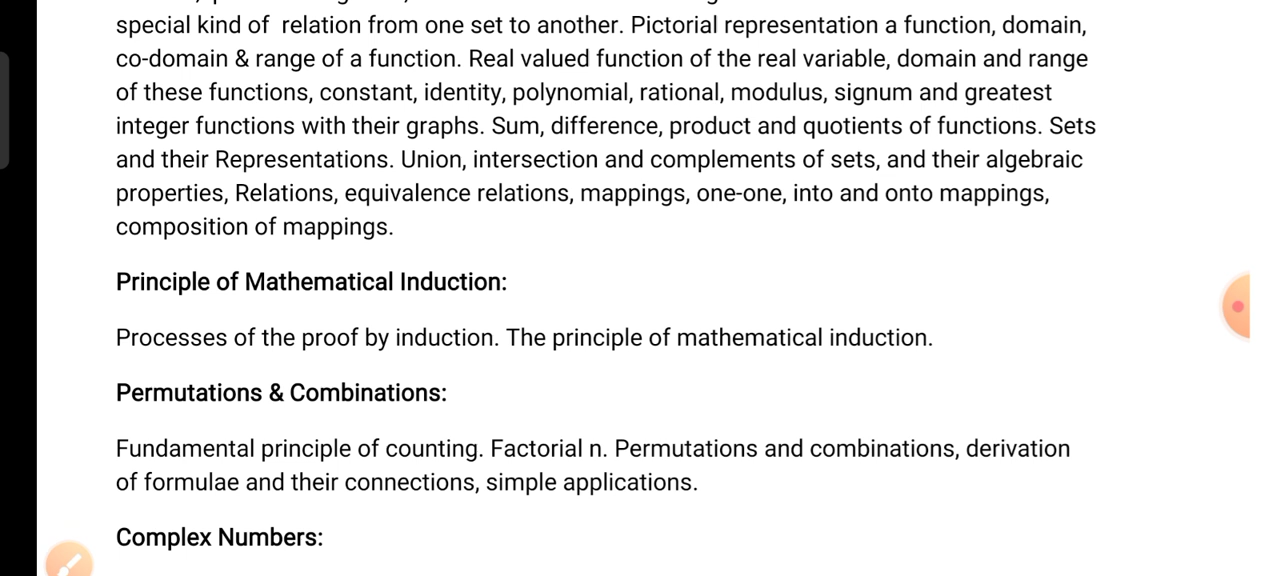 special kind of relation from one set to another. Pictorial representation a function, domain,
co-domain & range of a function. Real valued function of the real variable, domain and range
of these functions, constant, identity, polynomial, rational, modulus, signum and greatest
integer functions with their graphs. Sum, difference, product and quotients of functions. Sets
and their Representations. Union, intersection and complements of sets, and their algebraic
properties, Relations, equivalence relations, mappings, one-one, into and onto mappings,
composition of mappings.
Principle of Mathematical Induction:
Processes of the proof by induction. The principle of mathematical induction.
Permutations & Combinations:
Fundamental principle of counting. Factorial n. Permutations and combinations, derivation
of formulae and their connections, simple applications.
Complex Numbers: